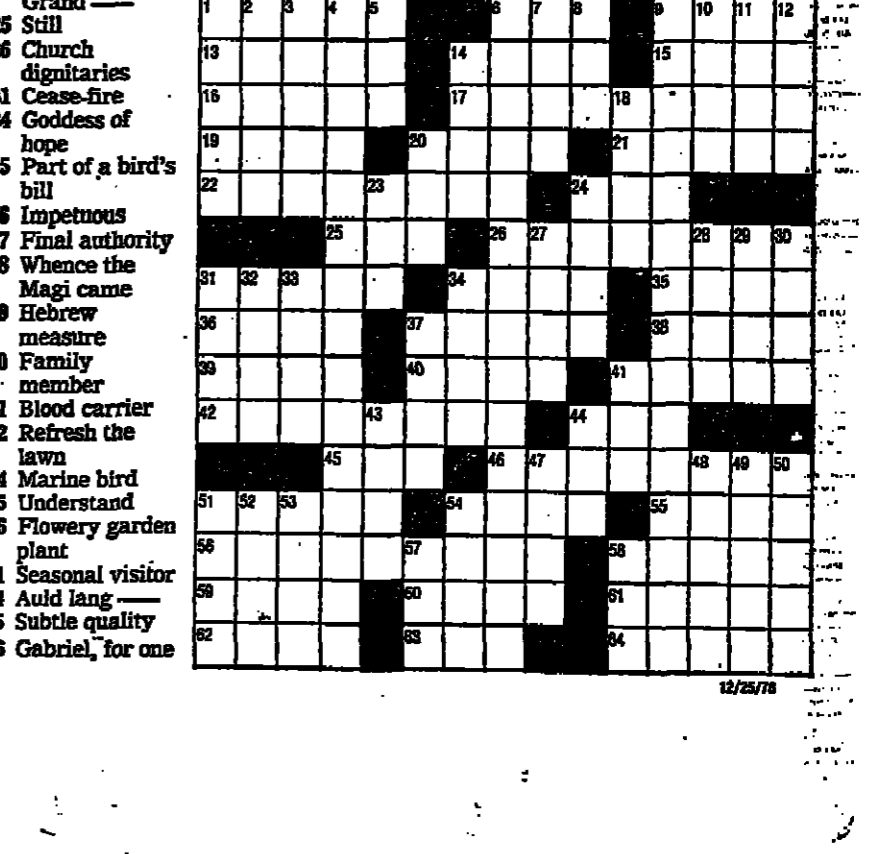 Grand —
5 Still
6 Church
dignitaries
1 Cease-fire
4 Goddess of
hope
5 Part of a bird's
bill
6 Impetuous
7 Final authority
8 Whence the
Magi came
9 Hebrew
measure
0 Family
member
1 Blood carrier
2 Refresh the
lawn
4 Marine bird
5 Understand
6 Flowery garden
plant
1 Seasonal visitor
4 Auld lang —
5 Subtle quality
6 Gabriel, for one
1 2 3 4 5 6 7 8 9 10 11 12
13 14 15
16 17 18
19 20 21
22 23 24
25 26 27 28 29 30
31 32 33 34 35
36 37 38
39 40 41
42 43 44
45 46 47 48 49 50
51 52 53 54 55
56 57 58
59 60 61
62 63 64
12/25/78